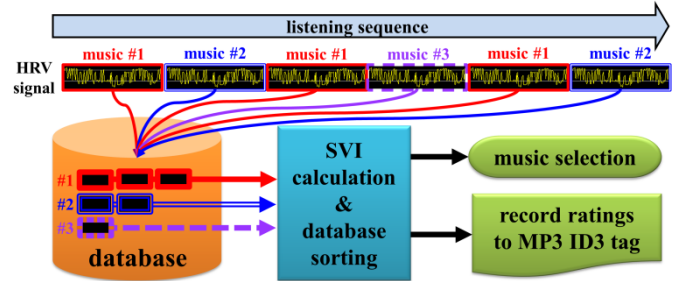 listening sequence
music #1 music #2 music #1 music #3 music #1 music #2
HRV
signal
#1
#2
#3
database
SVI
calculation
&
database
sorting
music selection
record ratings
to MP3 ID3 tag